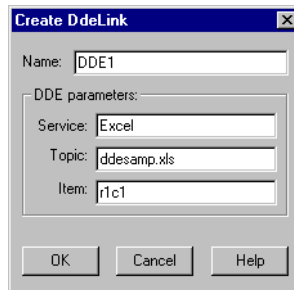 Create DdeLink
Name: DDE1
DDE parameters:
Service: Excel
Topic: ddesamp.xls
Item: r1c1
OK Cancel Help